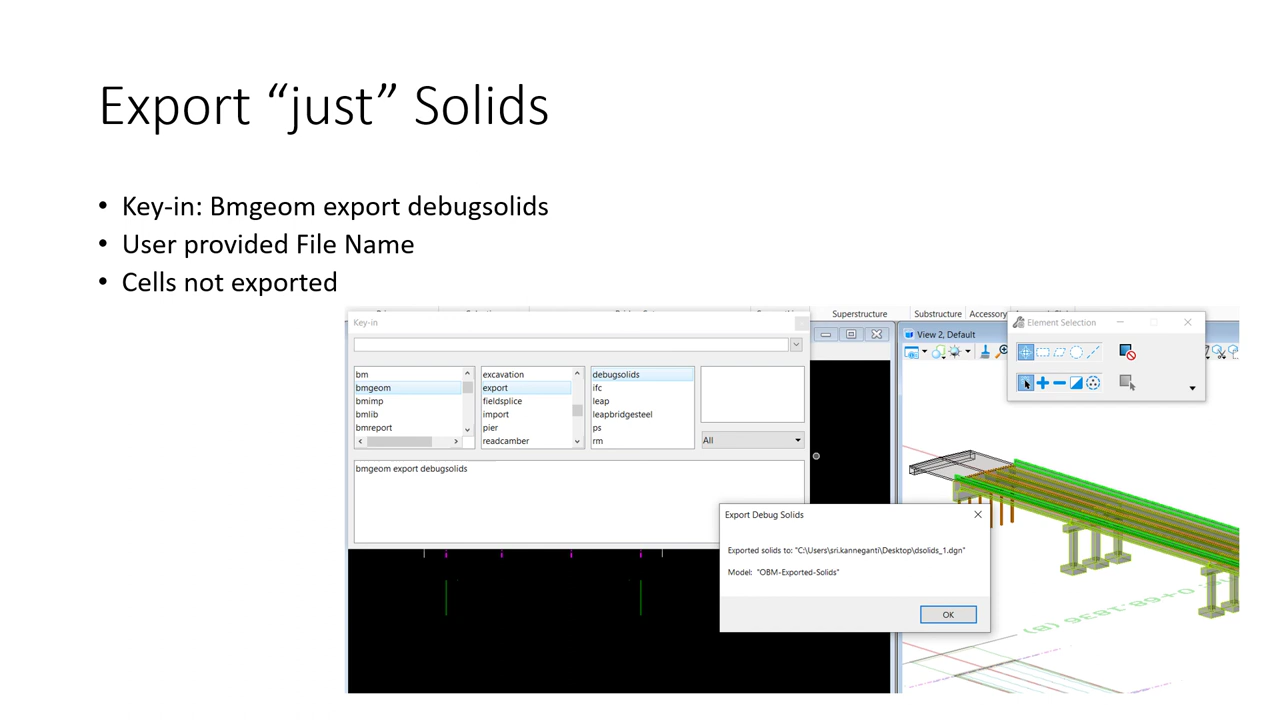 Export “just” Solids
• Key-in: Bmgeom export debugsolids
• User provided File Name
• Cells not exported
Superstructure
Substructure
Accessory
Key-in
View 2, Default
Element Selection
bm
bmgeom
bmimp
bmlib
bmreport
excavation
export
fieldsplice
import
pier
readcamber
debugsolids
ifc
leap
leapbridgesteel
ps
rm
All
bmgeom export debugsolids
Export Debug Solids
Exported solids to: "C:\Users\sri.kanneganti\Desktop\dsolids_1.dgn"
Model: "OBM-Exported-Solids"
OK